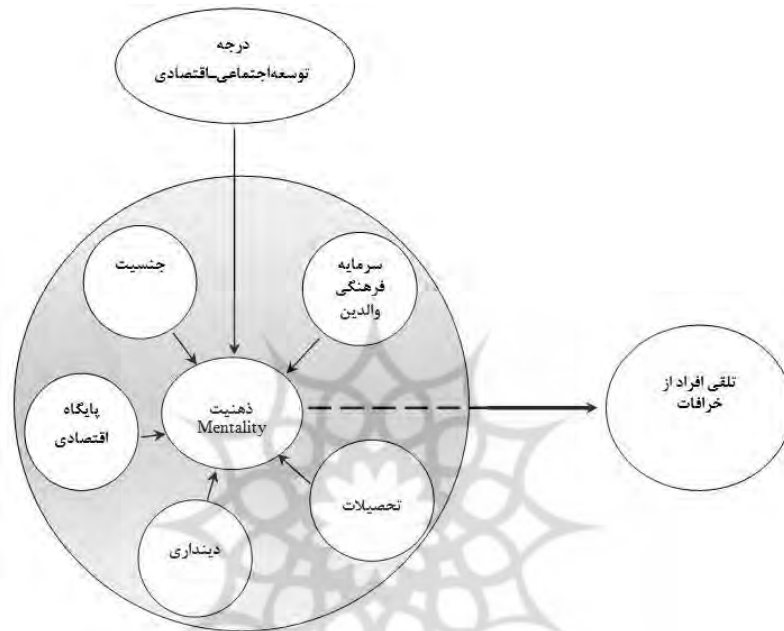 درجه
توسعه‌اجتماعی-اقتصادی
سرمایه
فرهنگی
والدین
جنسیت
ذهنیت
Mentality
تلقی افراد از
خرافات
پایگاه
اقتصادی
تحصیلات
دینداری